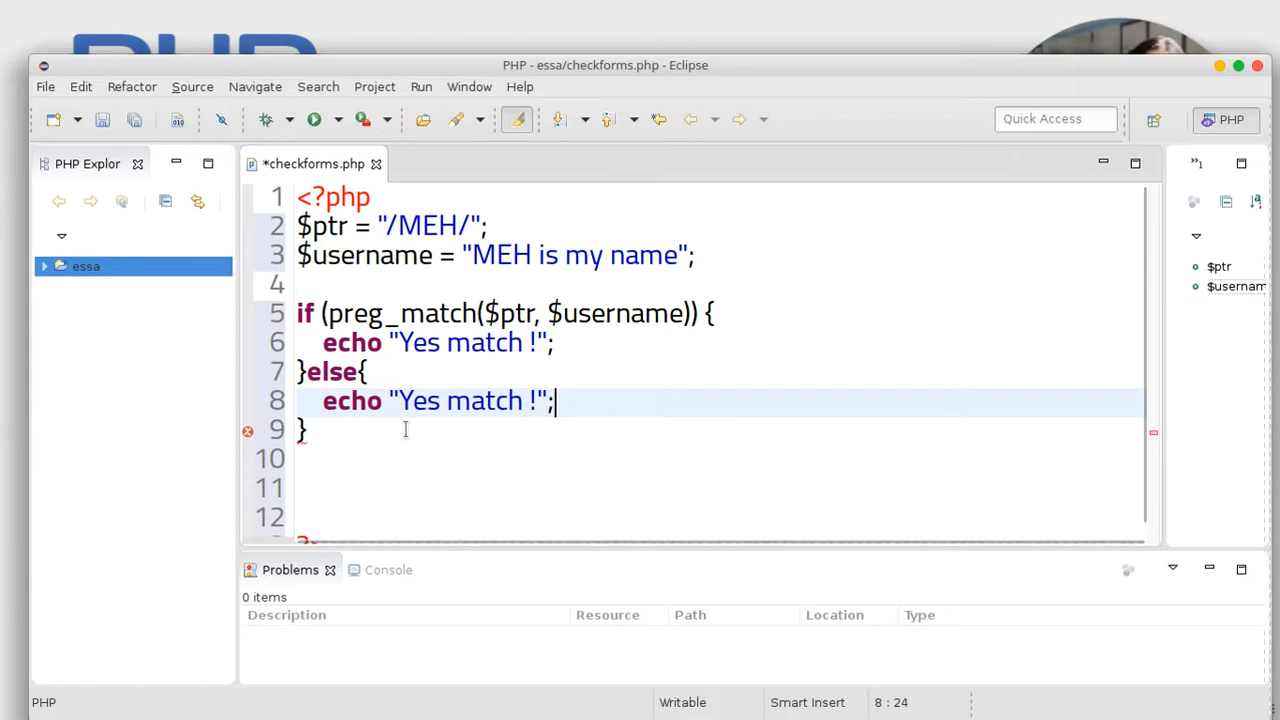 PHP
PHP - essa/checkforms.php - Eclipse
File Edit Refactor Source Navigate Search Project Run Window Help
Quick Access
PHP
PHP Explor
*checkforms.php
1 <?php
2 $ptr = "/MEH/";
3 $username = "MEH is my name";
4
5 if (preg_match($ptr, $username)) {
6 echo "Yes match !";
7 }else{
8 echo "Yes match !";
9 }
10
11
12
?>
essa
$ptr
$usernam
Problems
Console
0 items
Description Resource Path Location Type
PHP
Writable
Smart Insert
8 : 24